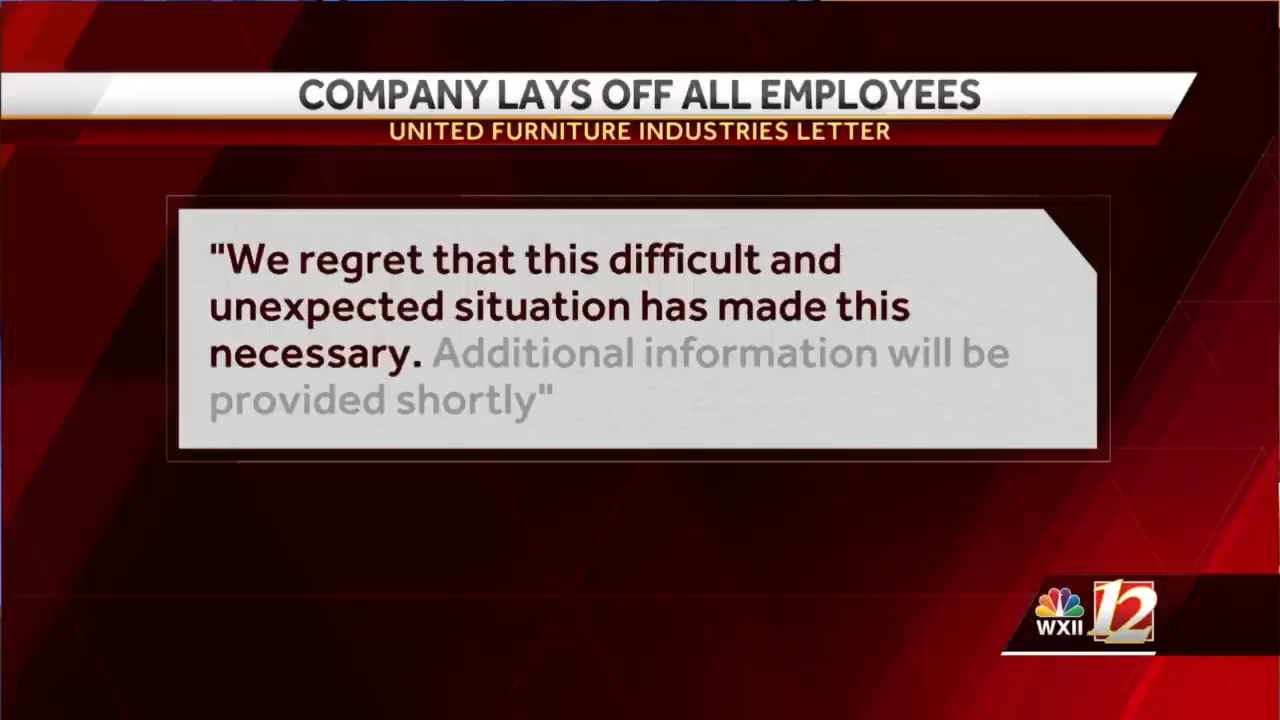 COMPANY LAYS OFF ALL EMPLOYEES
UNITED FURNITURE INDUSTRIES LETTER
"We regret that this difficult and
unexpected situation has made this
necessary. Additional information will be
provided shortly"
WXII 12